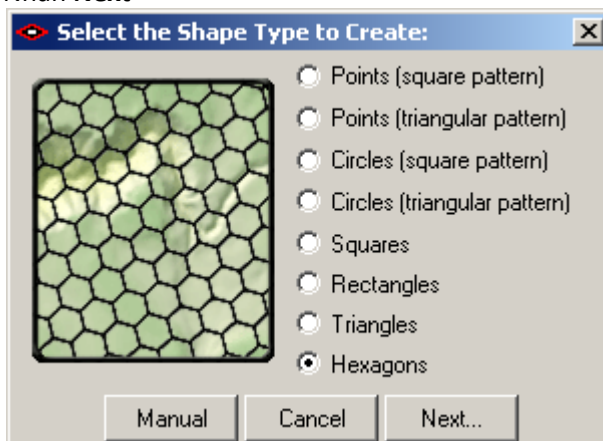 Select the Shape Type to Create:
Points (square pattern)
Points (triangular pattern)
Circles (square pattern)
Circles (triangular pattern)
Squares
Rectangles
Triangles
Hexagons
Manual Cancel Next...